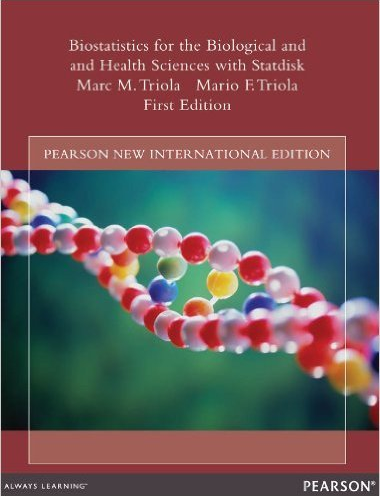 Biostatistics for the Biological and
and Health Sciences with Statdisk
Marc M. Triola Mario F. Triola
First Edition
PEARSON NEW INTERNATIONAL EDITION
ALWAYS LEARNING™
PEARSON®